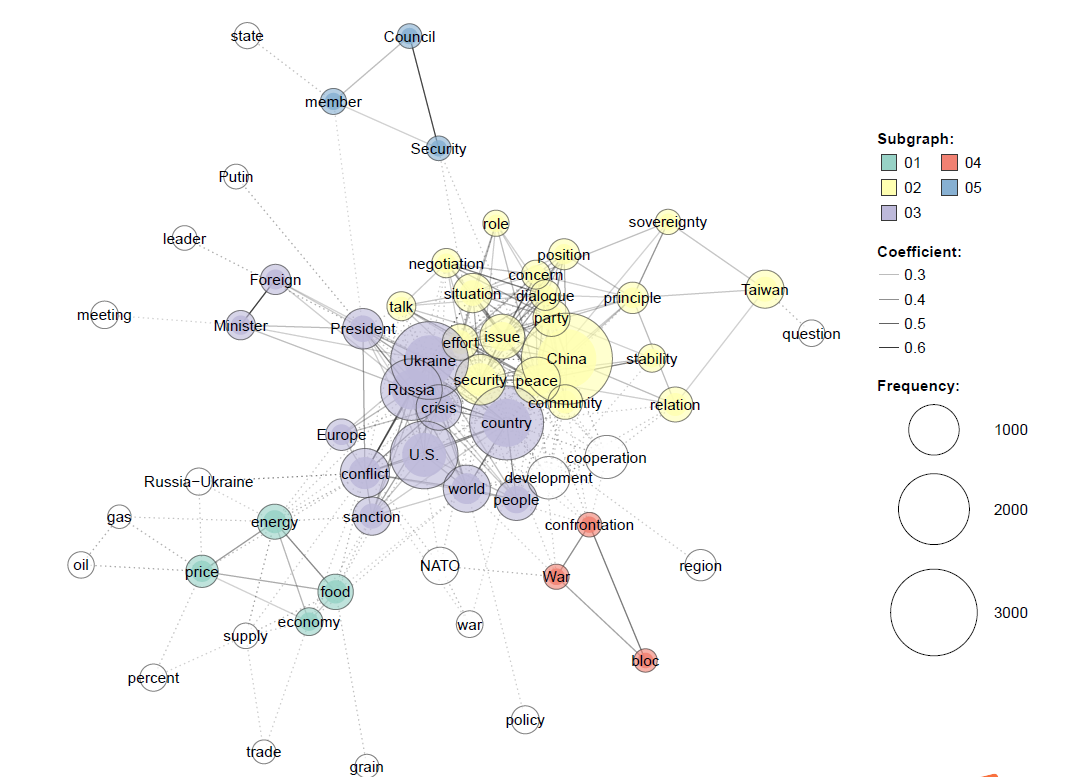 state
Council
member
Security
Putin
leader
role
sovereignty
position
negotiation
concern
Foreign
situation
dialogue
principle
Taiwan
talk
party
meeting
Minister
President
question
effort
issue
Ukraine
China
stability
security
peace
Russia
community
relation
crisis
country
Europe
U.S.
cooperation
conflict
development
Russia−Ukraine
world
people
gas
energy
sanction
confrontation
oil
price
NATO
War
region
food
economy
supply
war
bloc
percent
policy
trade
grain
Subgraph:
01 04
02 05
03
Coefficient:
0.3
0.4
0.5
0.6
Frequency:
1000
2000
3000